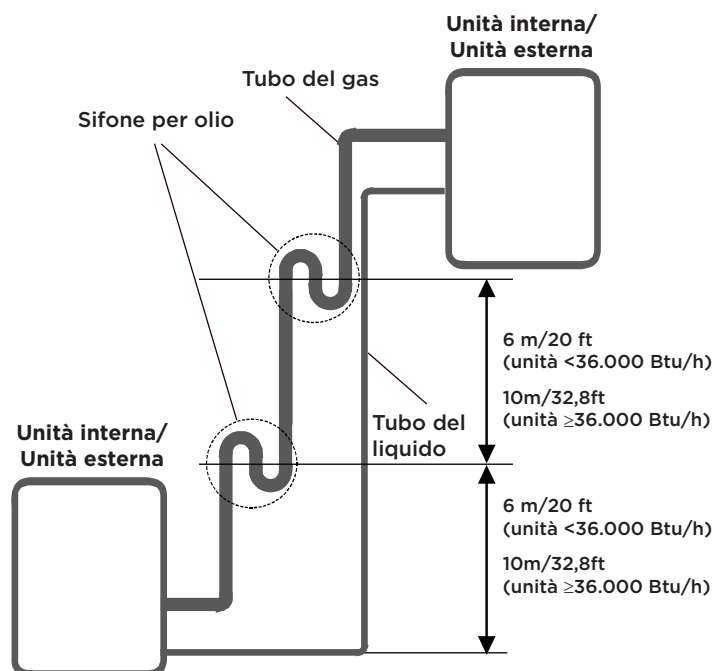 Unità interna/
Unità esterna
Tubo del gas
Sifone per olio
6 m/20 ft
(unità <36.000 Btu/h)
10m/32,8ft
(unità ≥36.000 Btu/h)
Tubo del
liquido
Unità interna/
Unità esterna
6 m/20 ft
(unità <36.000 Btu/h)
10m/32,8ft
(unità ≥36.000 Btu/h)